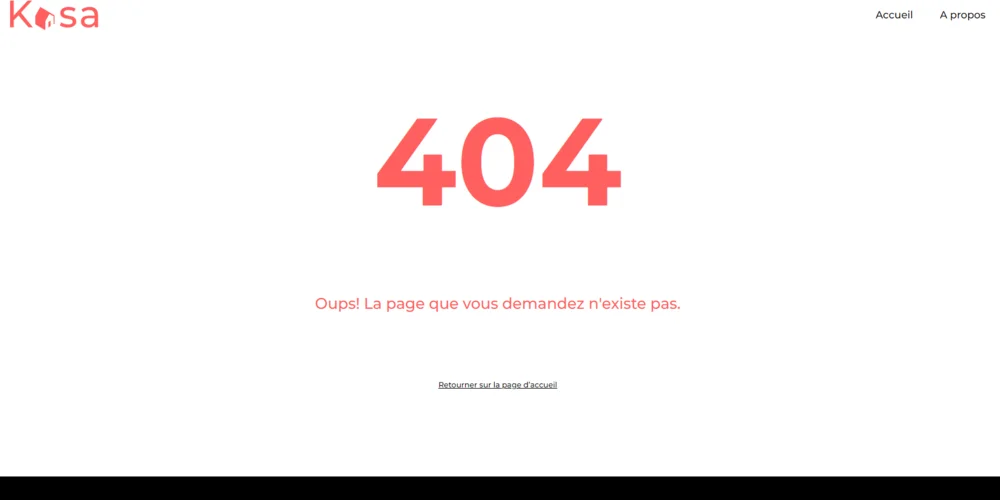 Kasa
Accueil
A propos
404
Oups! La page que vous demandez n'existe pas.
Retourner sur la page d'accueil